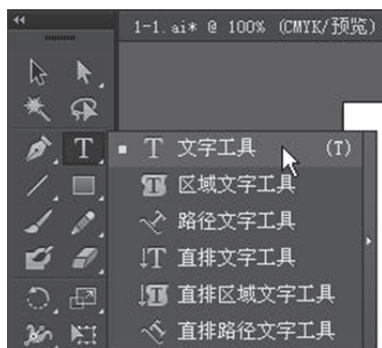 1-1.ai* @ 100% (CMYK/预览)
T 文字工具 (T)
区域文字工具
路径文字工具
直排文字工具
直排区域文字工具
直排路径文字工具